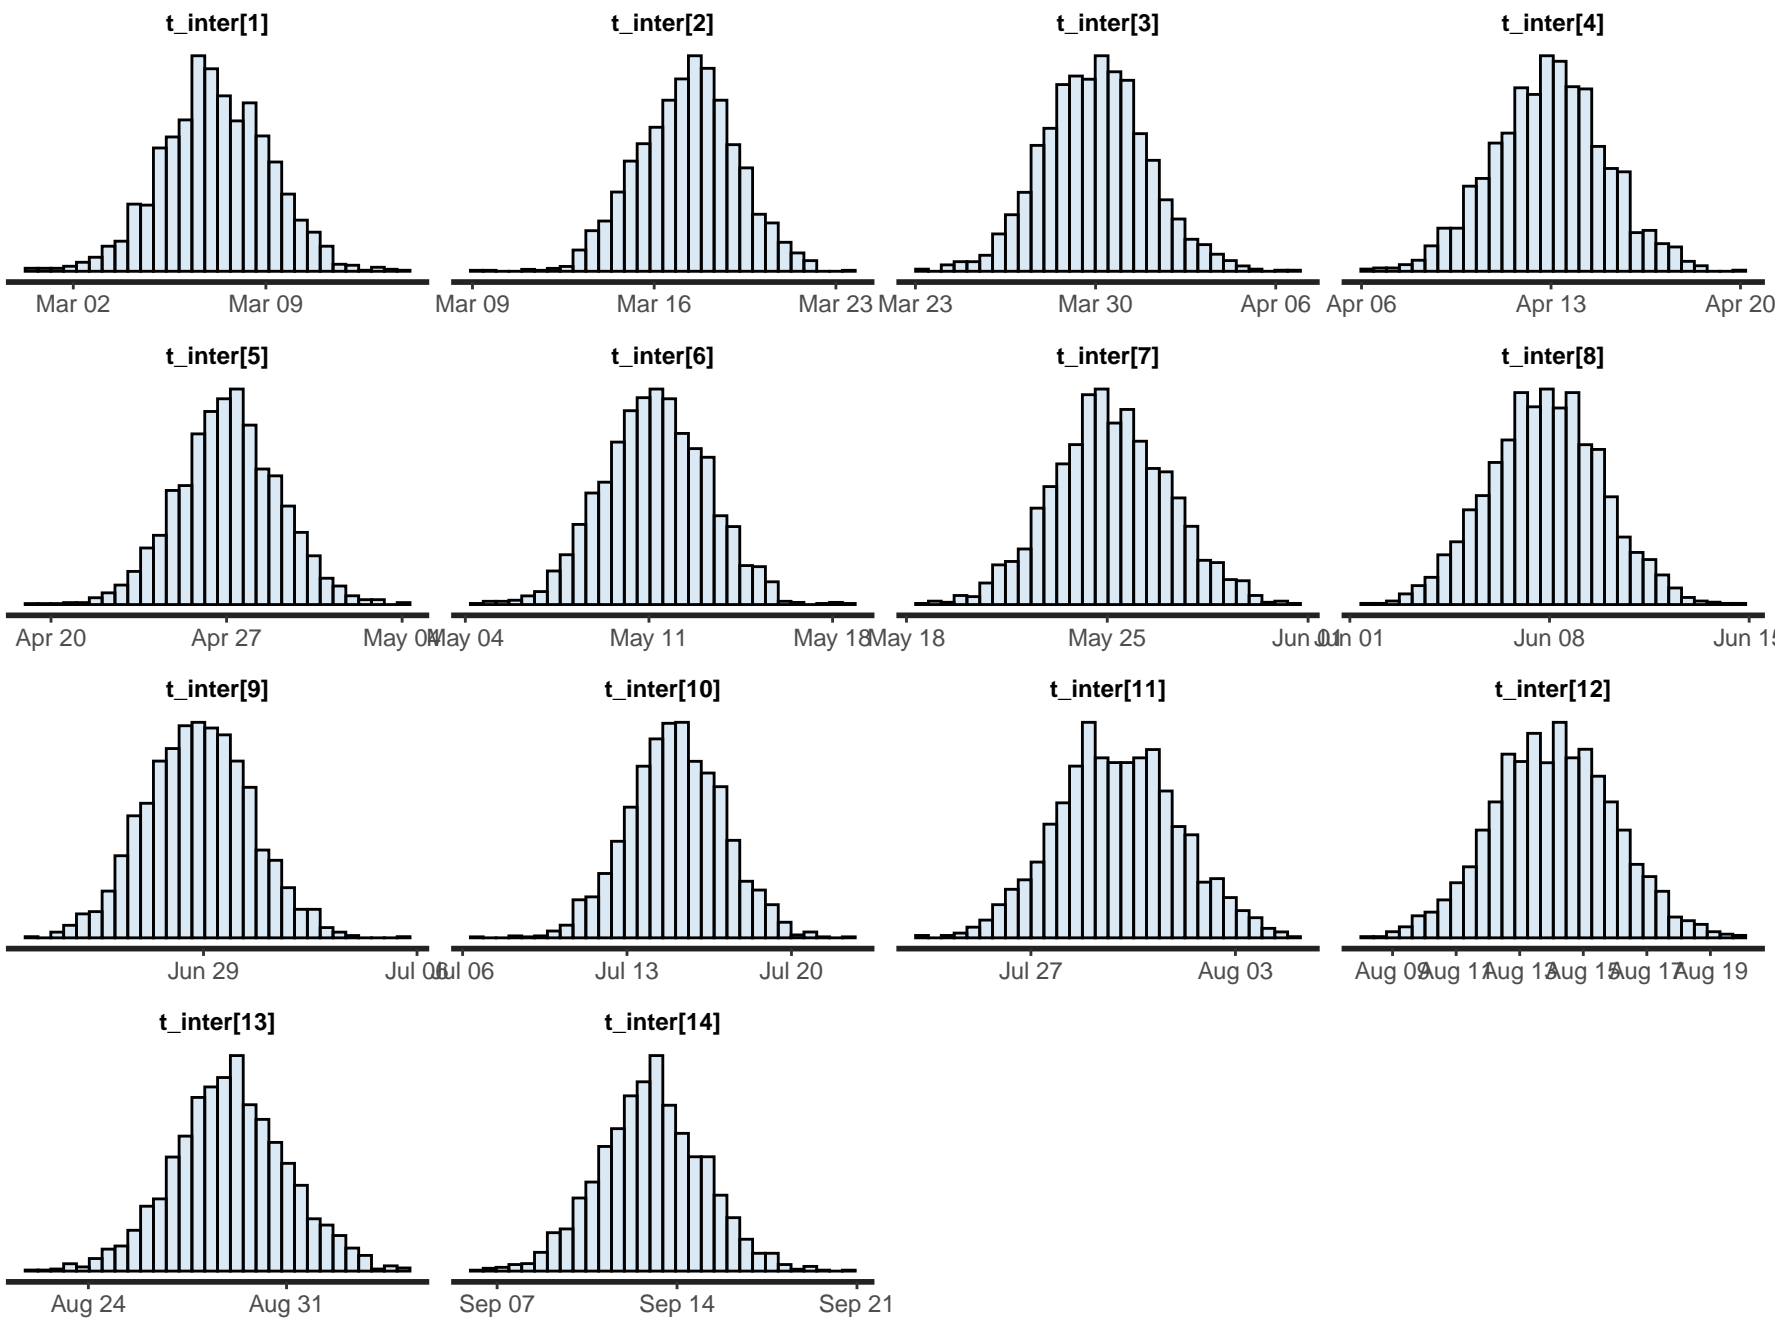 t_inter[1] t_inter[2] t_inter[3] t_inter[4]
Mar 02 Mar 09 Mar 09 Mar 16 Mar 23 Mar 23 Mar 30 Apr 06 Apr 06 Apr 13 Apr 20
t_inter[5] t_inter[6] t_inter[7] t_inter[8]
Apr 20 Apr 27 May 04 May 04 May 11 May 18 May 18 May 25 Jun 01 Jun 01 Jun 08 Jun 15
t_inter[9] t_inter[10] t_inter[11] t_inter[12]
Jun 29 Jul 06 Jul 06 Jul 13 Jul 20 Jul 27 Aug 03 Aug 09 Aug 11 Aug 13 Aug 15 Aug 17 Aug 19
t_inter[13] t_inter[14]
Aug 24 Aug 31 Sep 07 Sep 14 Sep 21